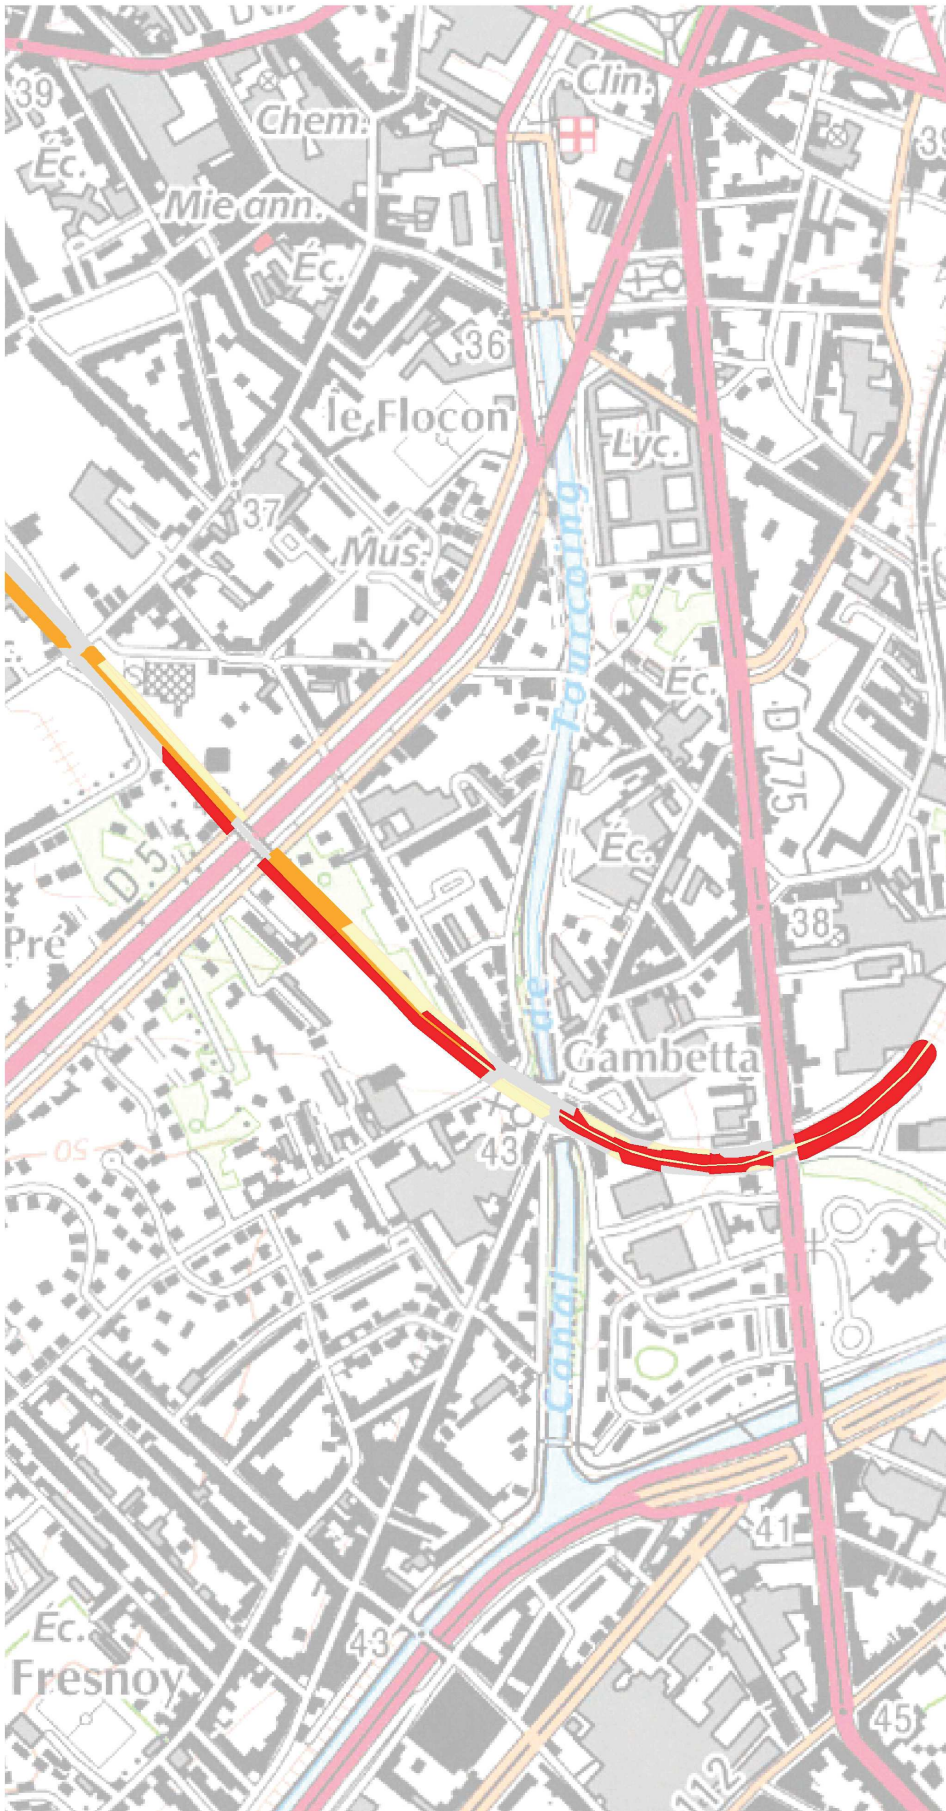 Clin.
39
Chem.
Éc.
Mie ann.
Éc.
36
le Flocon
Lyc.
37
Mus.
Tourcoing
Éc.
D 775
Éc.
D 5
38
Pré
de
Gambetta
50
43
Canal
41
Éc.
43
Fresnoy
45
112